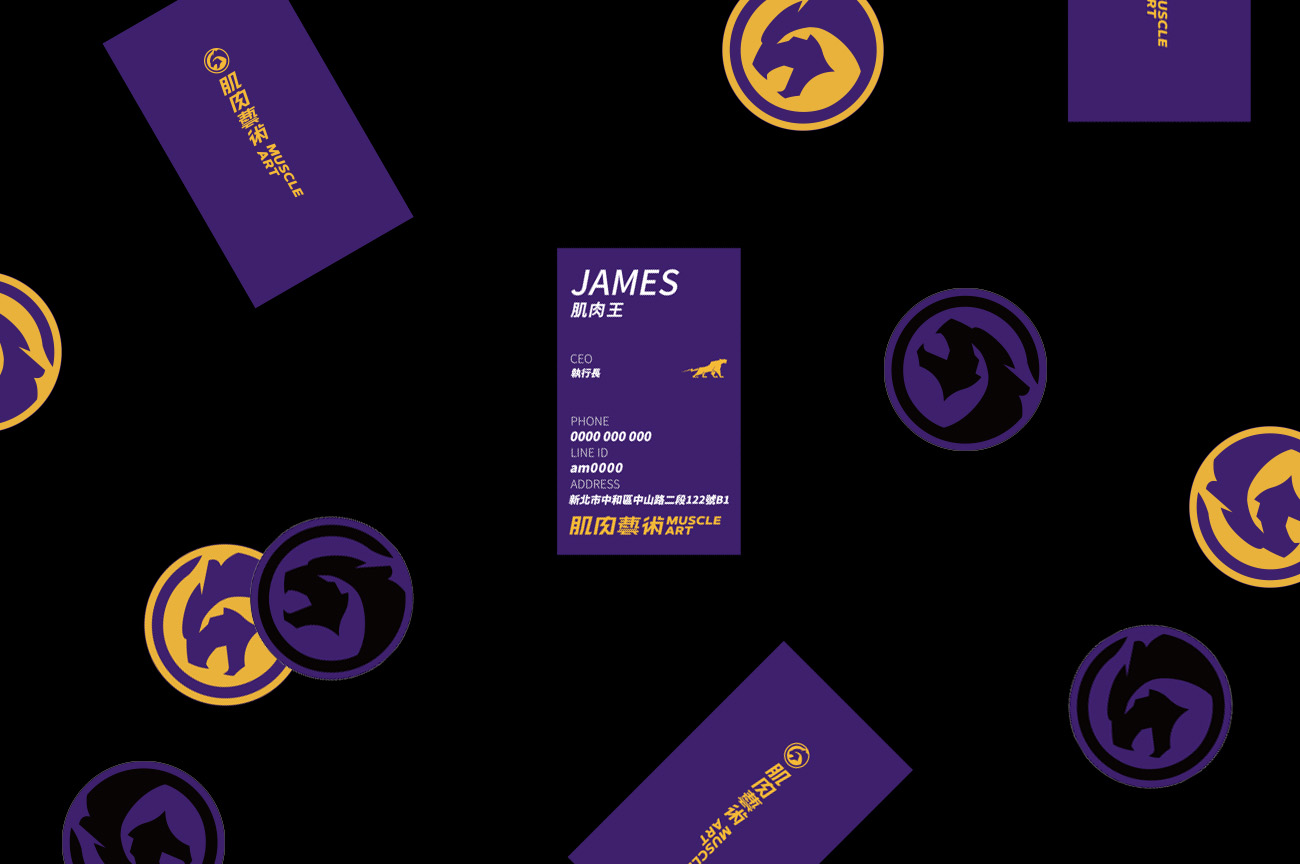 肌肉藝術 MUSCLE
ART
USCLE
RT
JAMES
肌肉王
CEO
執行長
PHONE
0000 000 000
LINE ID
am0000
ADDRESS
新北市中和區中山路二段122號B1
肌肉藝術 MUSCLE
ART
肌肉藝術 MUSCLE
ART